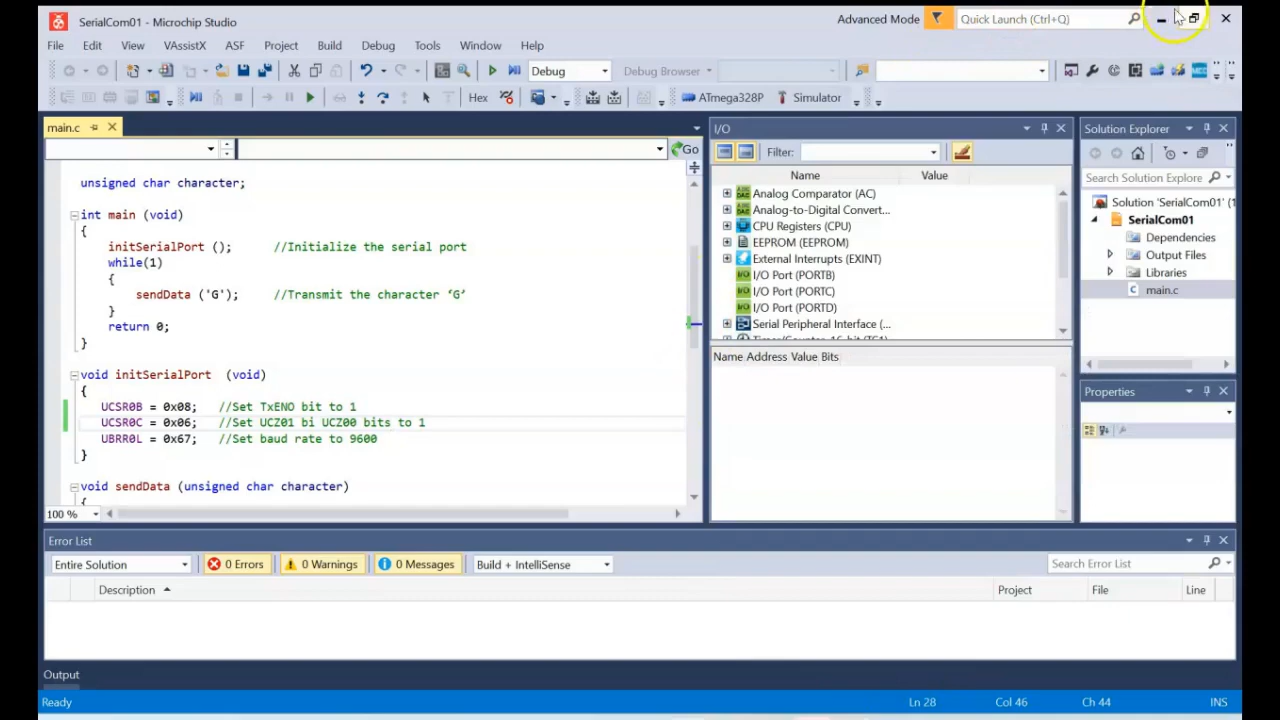 SerialCom01 - Microchip Studio
Advanced Mode
Quick Launch (Ctrl+Q)
File Edit View VAssistX ASF Project Build Debug Tools Window Help
Debug
Debug Browser
Hex
ATmega328P
Simulator
main.c
Go
unsigned char character;
int main (void)
{
initSerialPort (); //Initialize the serial port
while(1)
{
sendData ('G'); //Transmit the character ‘G’
}
return 0;
}
void initSerialPort (void)
{
UCSR0B = 0x08; //Set TxENO bit to 1
UCSR0C = 0x06; //Set UCZ01 bi UCZ00 bits to 1
UBRR0L = 0x67; //Set baud rate to 9600
}
void sendData (unsigned char character)
{
100 %
I/O
Filter:
Name Value
Analog Comparator (AC)
Analog-to-Digital Convert...
CPU Registers (CPU)
EEPROM (EEPROM)
External Interrupts (EXINT)
I/O Port (PORTB)
I/O Port (PORTC)
I/O Port (PORTD)
Serial Peripheral Interface (...
Name Address Value Bits
Solution Explorer
Search Solution Explore
Solution 'SerialCom01' (1
SerialCom01
Dependencies
Output Files
Libraries
main.c
Properties
Error List
Entire Solution
0 Errors
0 Warnings
0 Messages
Build + IntelliSense
Search Error List
Description Project File Line
Output
Ready Ln 28 Col 46 Ch 44 INS